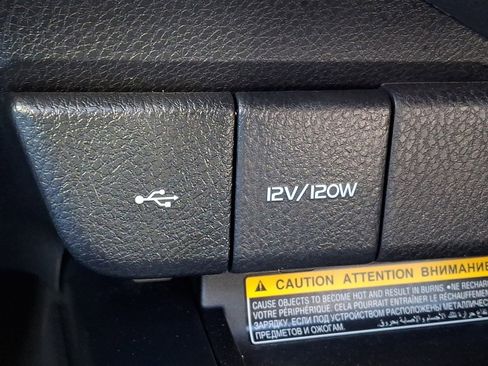 12V/120W
CAUTION ATTENTION ВНИМАНИЕ
CAUSE OBJECTS TO BECOME HOT AND RESULT IN BURNS. •NE RECHARG
VOTRE PÉRIPHÉRIQUE. CELA POURRAIT ENTRAÎNER LE RÉCHAUFFEMEN
ЗАРЯДКУ, ЕСЛИ ПОД УСТРОЙСТВОМ РАСПОЛОЖЕНЫ МЕТАЛЛИЧЕС
ПРЕДМЕТОВ И ОЖОГАМ.